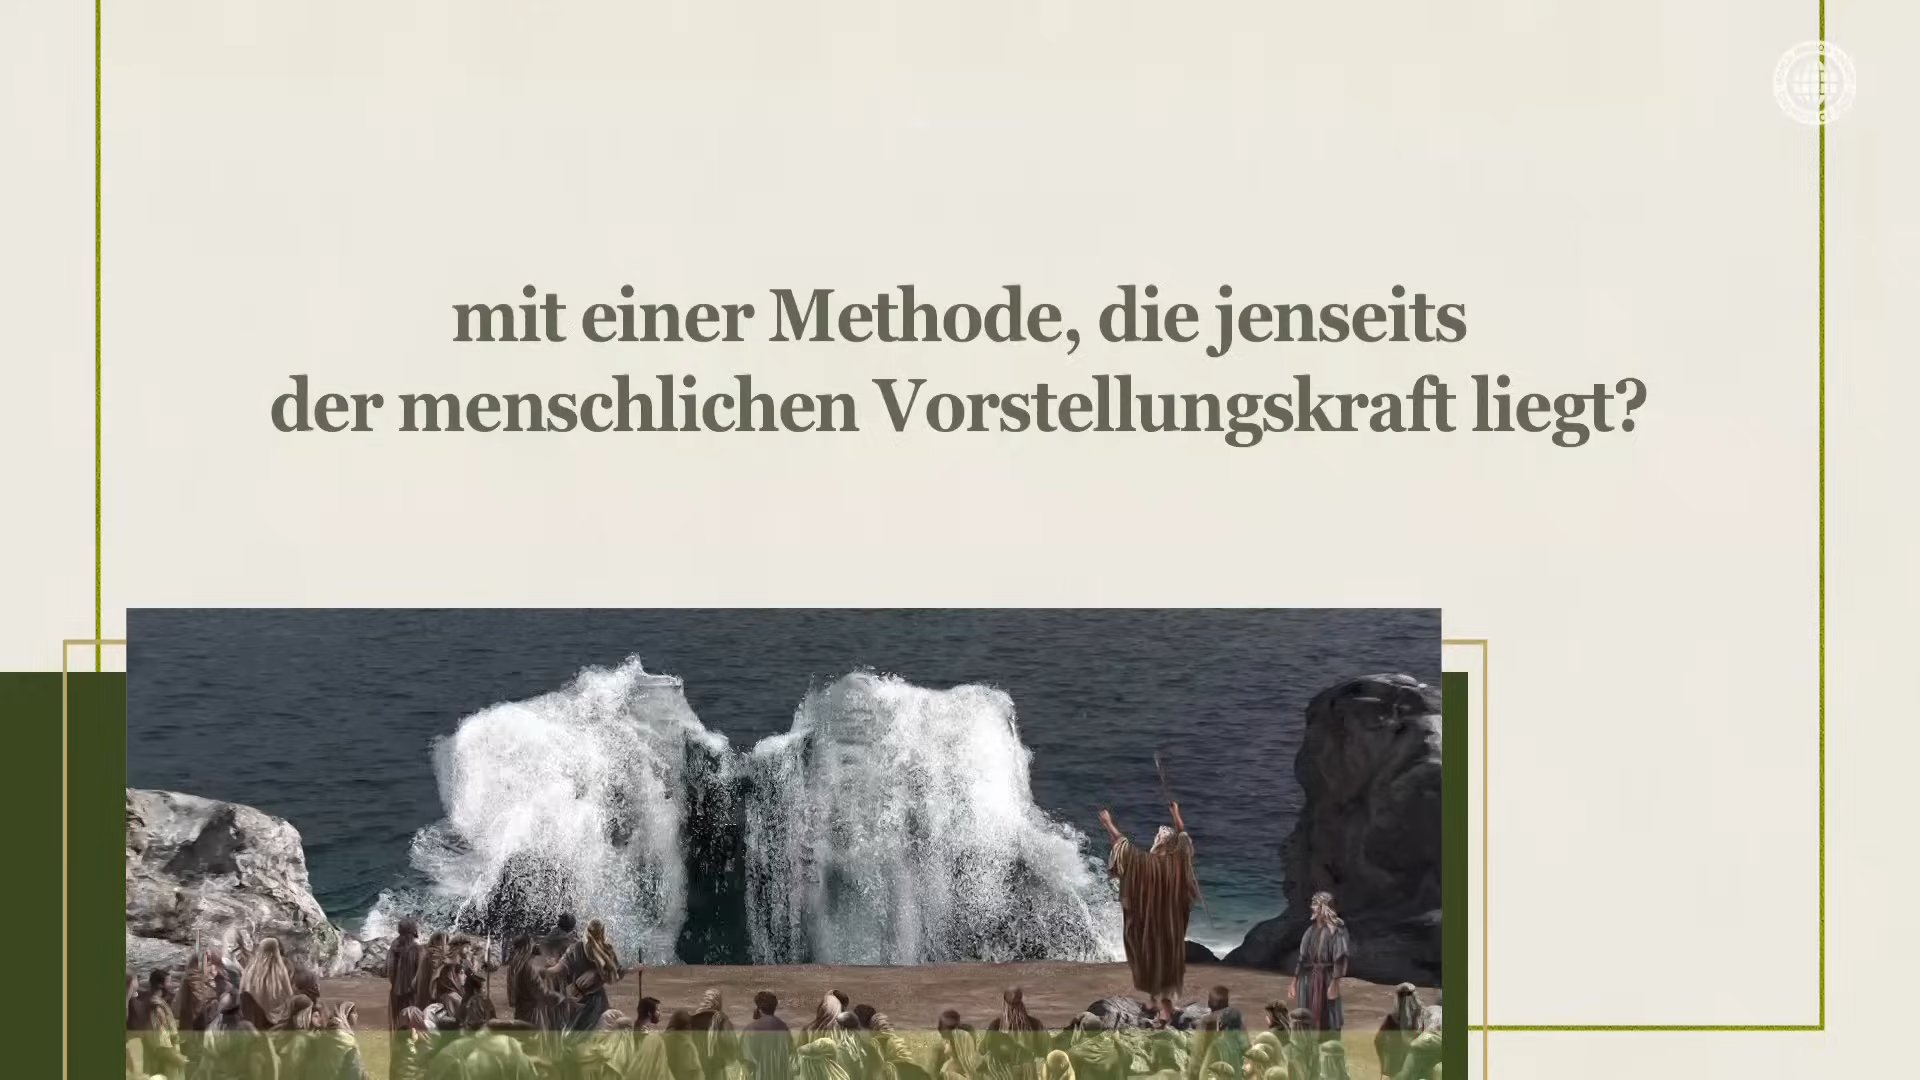 mit einer Methode, die jenseits
der menschlichen Vorstellungskraft liegt?